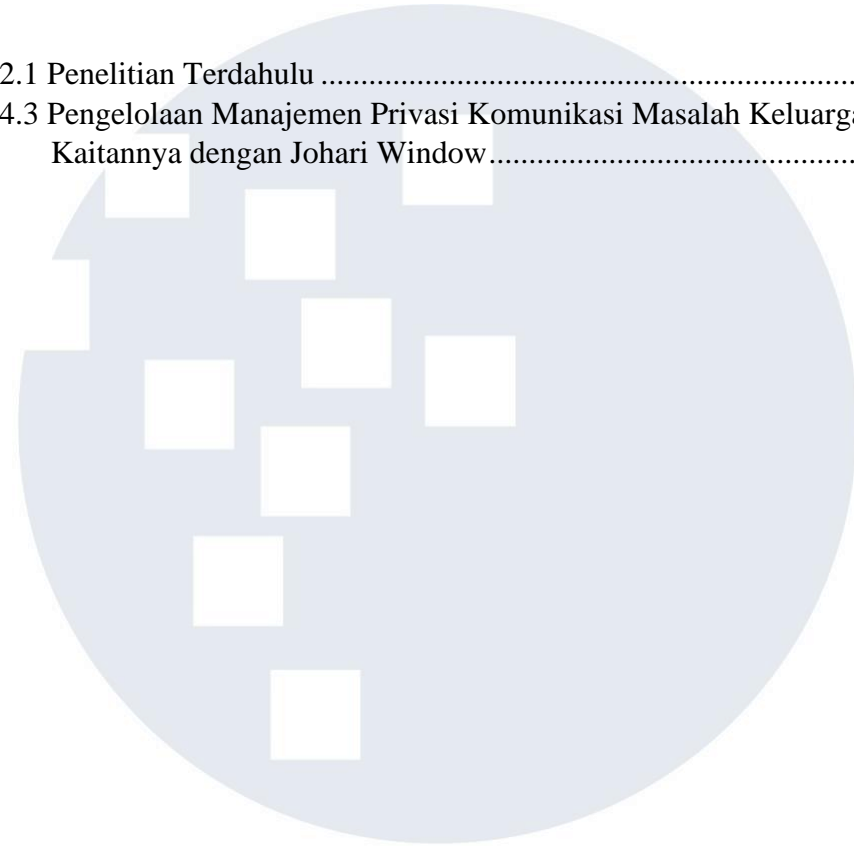 2.1 Penelitian Terdahulu ..................................................................
4.3 Pengelolaan Manajemen Privasi Komunikasi Masalah Keluarga
Kaitannya dengan Johari Window.............................................